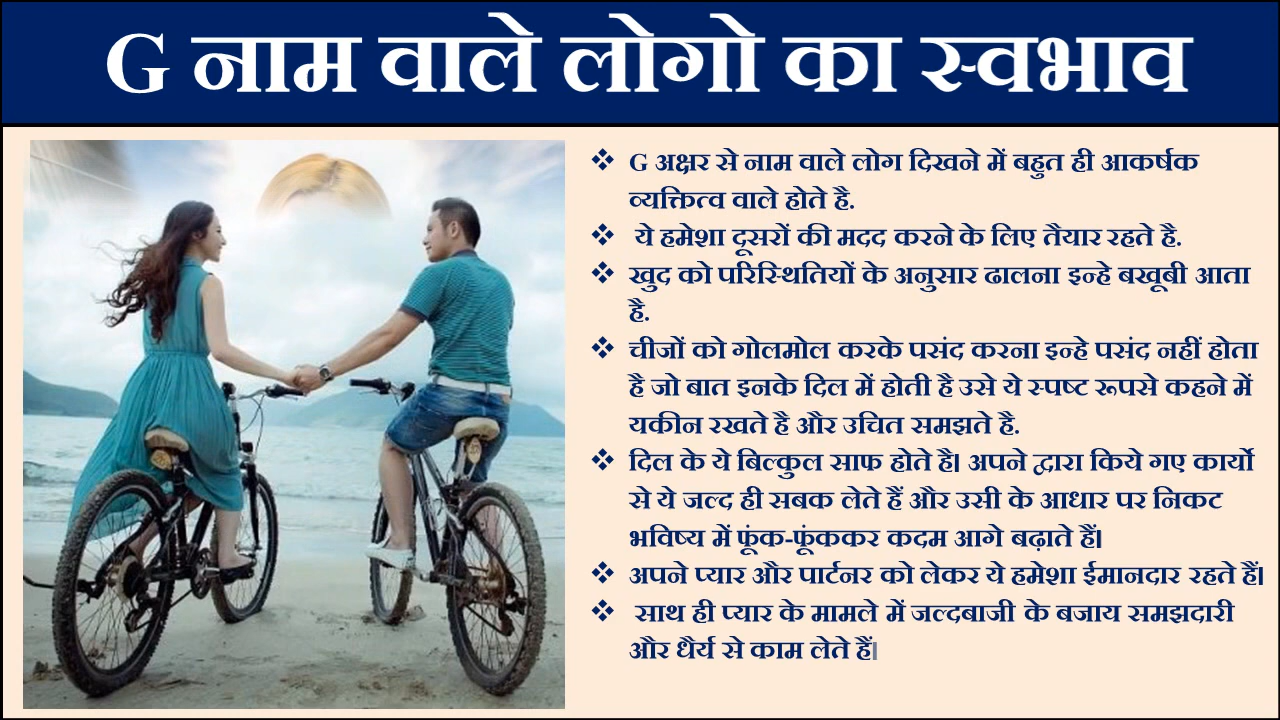 G नाम वाले लोगो का स्वभाव
❖ G अक्षर से नाम वाले लोग दिखने में बहुत ही आकर्षक
व्यक्तित्व वाले होते है.
❖ ये हमेशा दूसरों की मदद करने के लिए तैयार रहते है.
❖ खुद को परिस्थितियों के अनुसार ढालना इन्हे बखूबी आता
है.
❖ चीजों को गोलमोल करके पसंद करना इन्हे पसंद नहीं होता
है जो बात इनके दिल में होती है उसे ये स्पष्ट रूपसे कहने में
यकीन रखते है और उचित समझते है.
❖ दिल के ये बिल्कुल साफ होते है। अपने द्वारा किये गए कार्यो
से ये जल्द ही सबक लेते हैं और उसी के आधार पर निकट
भविष्य में फूंक-फूंककर कदम आगे बढ़ाते हैं।
❖ अपने प्यार और पार्टनर को लेकर ये हमेशा ईमानदार रहते हैं।
❖ साथ ही प्यार के मामले में जल्दबाजी के बजाय समझदारी
और धैर्य से काम लेते हैं।